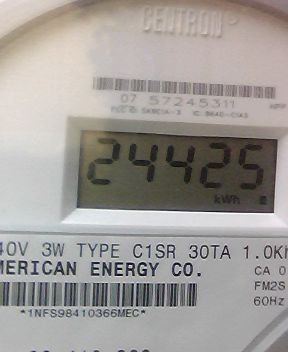 CENTRON
07 57245311
24425
kWh
40V 3W TYPE C1SR 30TA 1.0K
MERICAN ENERGY CO.
CA 0
FM2S
60Hz
*1NFS98410366MEC*